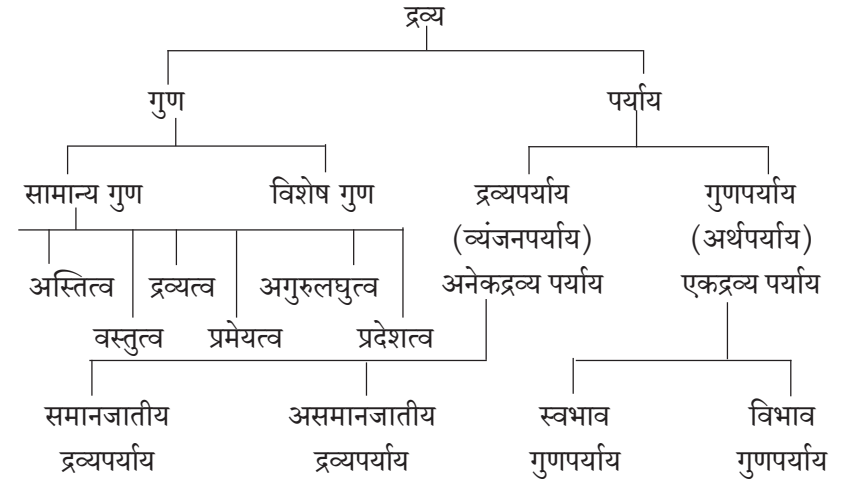 द्रव्य
गुण पर्याय
सामान्य गुण विशेष गुण द्रव्यपर्याय गुणपर्याय
(व्यंजनपर्याय) (अर्थपर्याय)
अस्तित्व द्रव्यत्व अगुरुलघुत्व अनेकद्रव्य पर्याय एकद्रव्य पर्याय
वस्तुत्व प्रमेयत्व प्रदेशत्व
समानजातीय असमानजातीय स्वभाव विभाव
द्रव्यपर्याय द्रव्यपर्याय गुणपर्याय गुणपर्याय